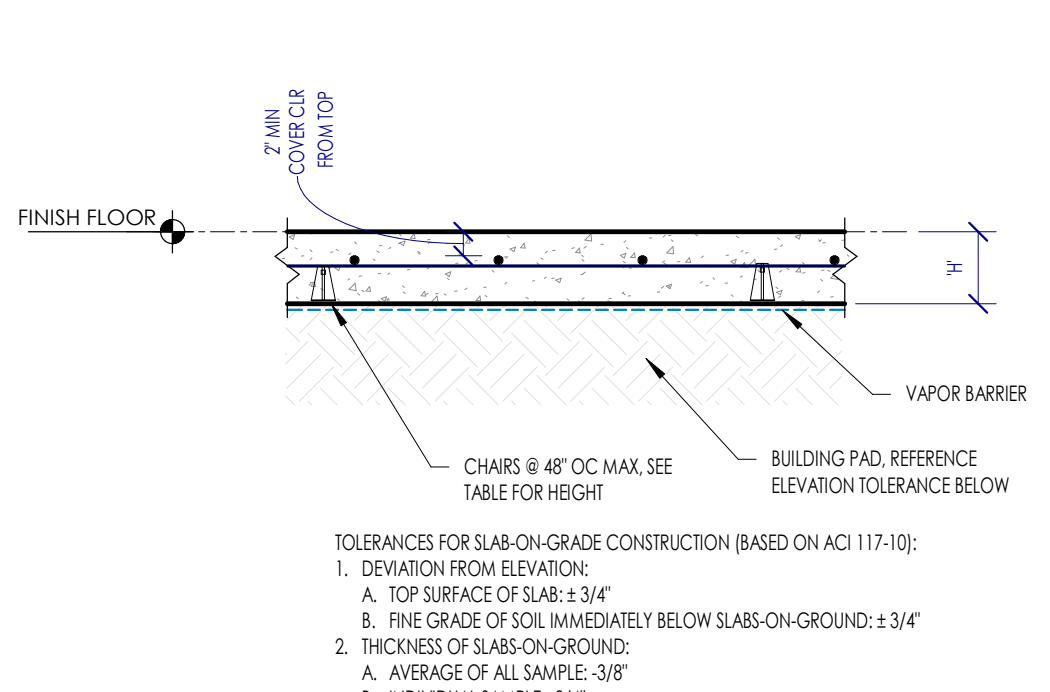 2" MIN
COVER CLR
FROM TOP
FINISH FLOOR
'H'
VAPOR BARRIER
CHAIRS @ 48" OC MAX, SEE
TABLE FOR HEIGHT
BUILDING PAD, REFERENCE
ELEVATION TOLERANCE BELOW
TOLERANCES FOR SLAB-ON-GRADE CONSTRUCTION (BASED ON ACI 117-10):
1. DEVIATION FROM ELEVATION:
A. TOP SURFACE OF SLAB: ± 3/4"
B. FINE GRADE OF SOIL IMMEDIATELY BELOW SLABS-ON-GROUND: ± 3/4"
2. THICKNESS OF SLABS-ON-GROUND:
A. AVERAGE OF ALL SAMPLE: -3/8"